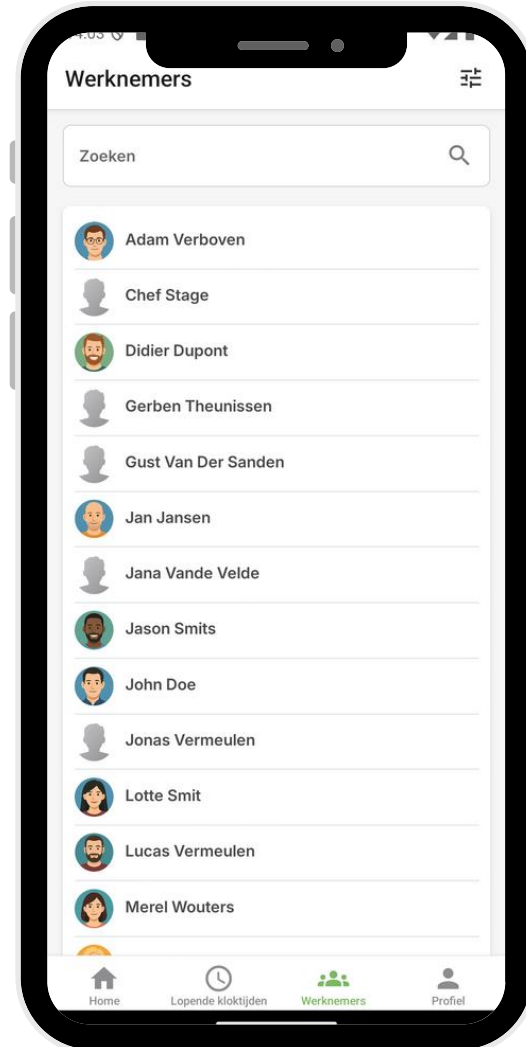 Werknemers
Zoeken
Adam Verboven
Chef Stage
Didier Dupont
Gerben Theunissen
Gust Van Der Sanden
Jan Jansen
Jana Vande Velde
Jason Smits
John Doe
Jonas Vermeulen
Lotte Smit
Lucas Vermeulen
Merel Wouters
Home Lopende kloktijden Werknemers Profiel